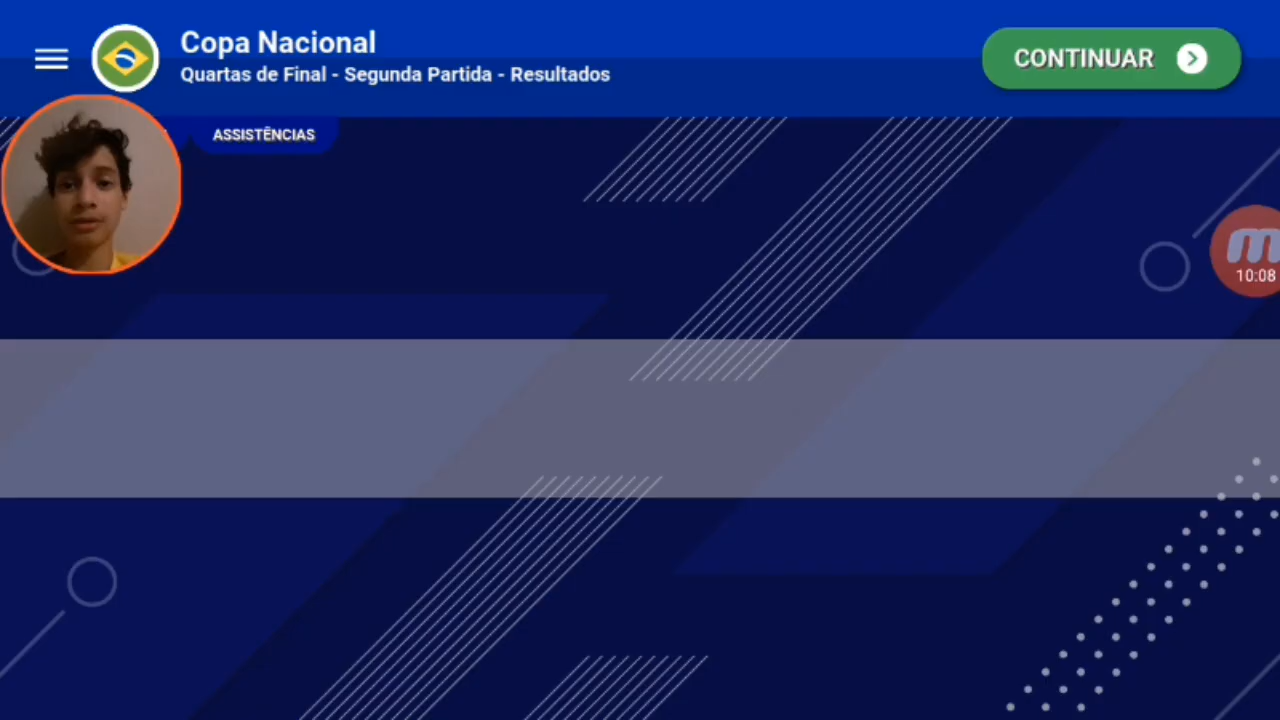 Copa Nacional
Quartas de Final - Segunda Partida - Resultados
CONTINUAR
ASSISTÊNCIAS
10:08